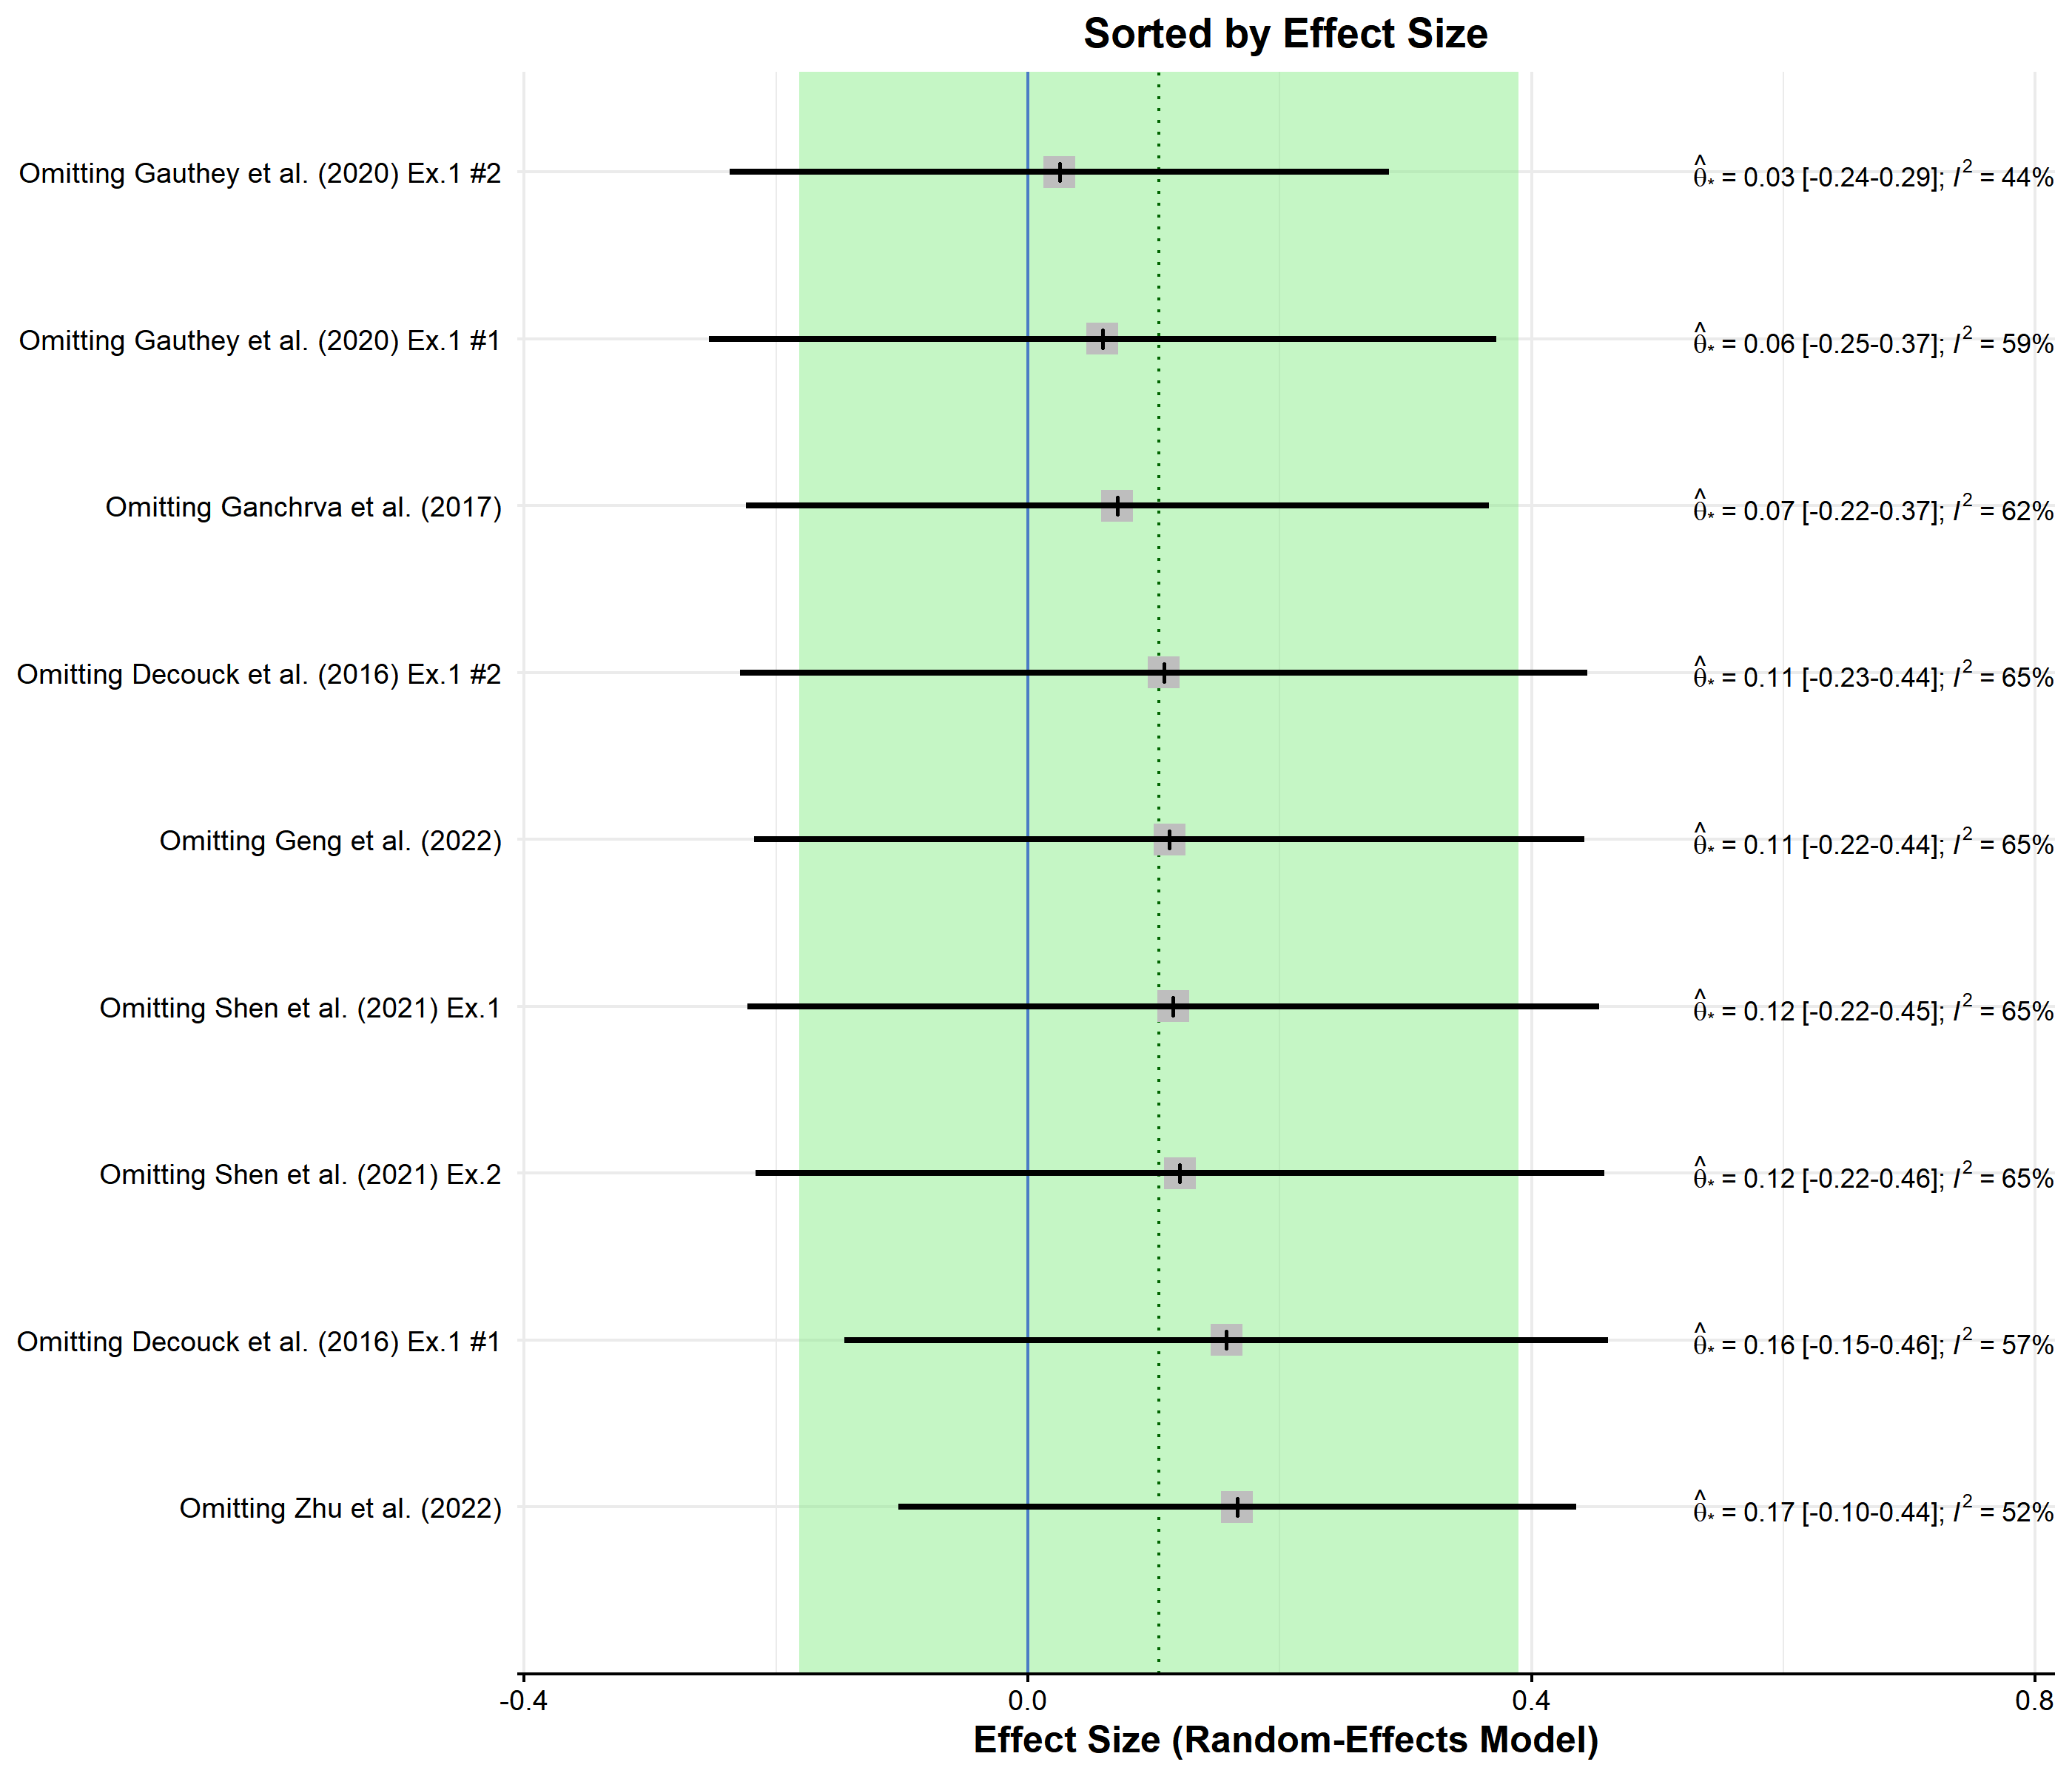 Sorted by Effect Size
Omitting Gauthey et al. (2020) Ex.1 #2 θ̂* = 0.03 [-0.24-0.29]; I² = 44%
Omitting Gauthey et al. (2020) Ex.1 #1 θ̂* = 0.06 [-0.25-0.37]; I² = 59%
Omitting Ganchrva et al. (2017) θ̂* = 0.07 [-0.22-0.37]; I² = 62%
Omitting Decouck et al. (2016) Ex.1 #2 θ̂* = 0.11 [-0.23-0.44]; I² = 65%
Omitting Geng et al. (2022) θ̂* = 0.11 [-0.22-0.44]; I² = 65%
Omitting Shen et al. (2021) Ex.1 θ̂* = 0.12 [-0.22-0.45]; I² = 65%
Omitting Shen et al. (2021) Ex.2 θ̂* = 0.12 [-0.22-0.46]; I² = 65%
Omitting Decouck et al. (2016) Ex.1 #1 θ̂* = 0.16 [-0.15-0.46]; I² = 57%
Omitting Zhu et al. (2022) θ̂* = 0.17 [-0.10-0.44]; I² = 52%
-0.4 0.0 0.4 0.8
Effect Size (Random-Effects Model)